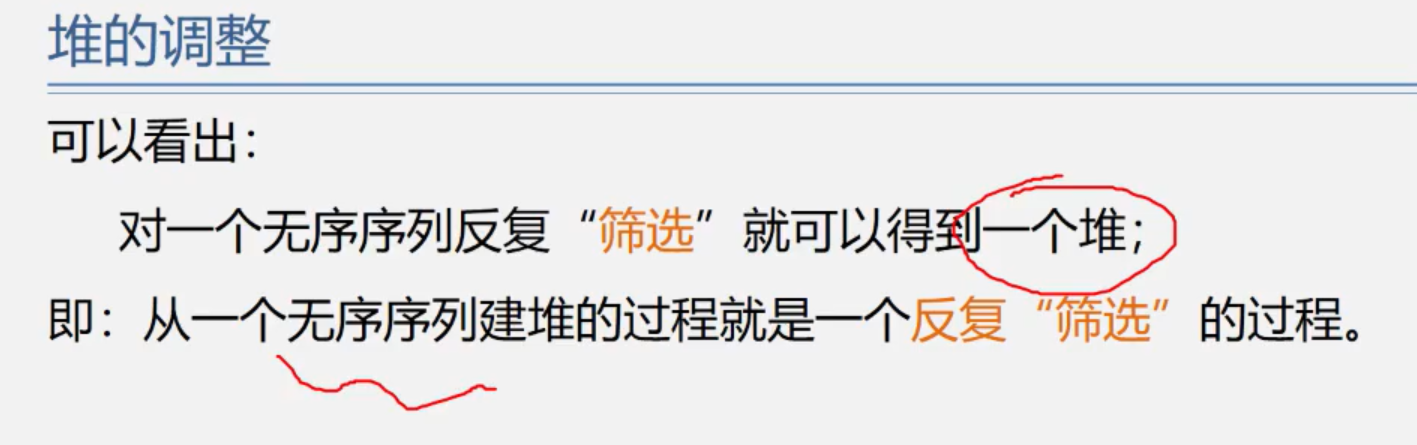 堆的调整
可以看出：
对一个无序序列反复“筛选”就可以得到一个堆；
即：从一个无序序列建堆的过程就是一个反复“筛选”的过程。